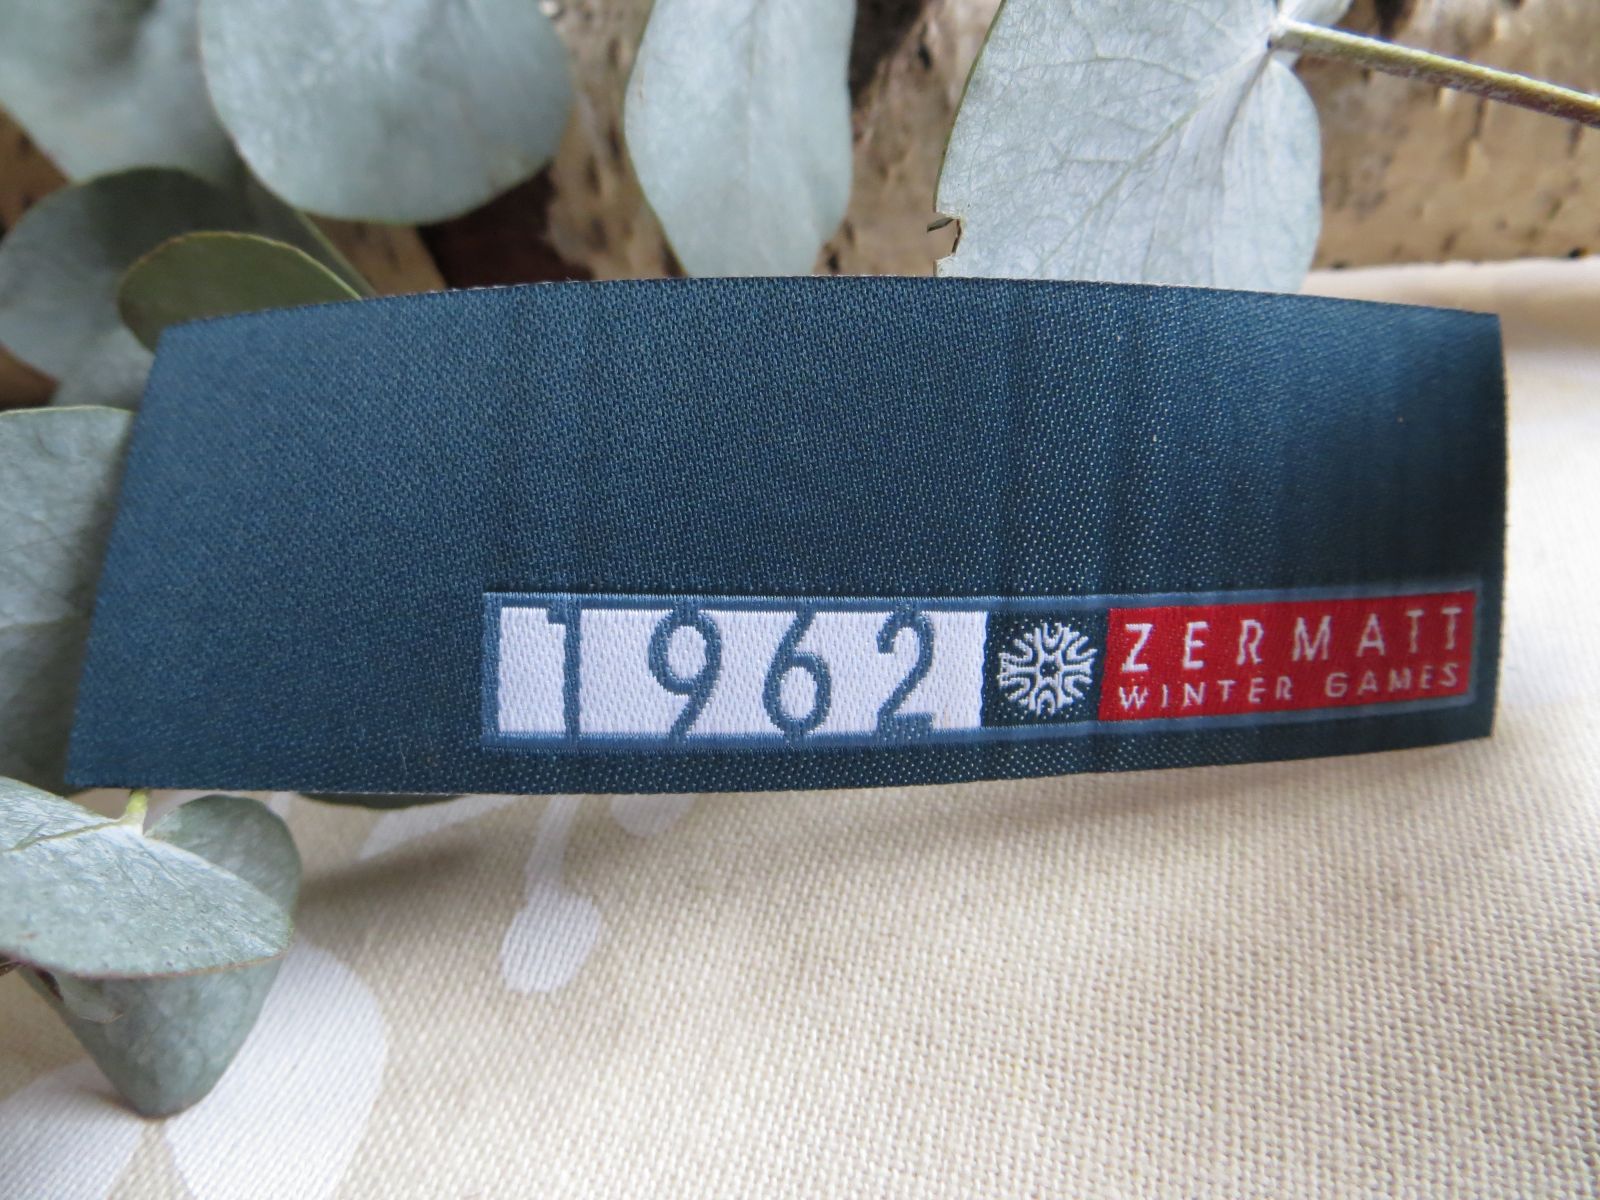 1962
ZERMATT
WINTER GAMES